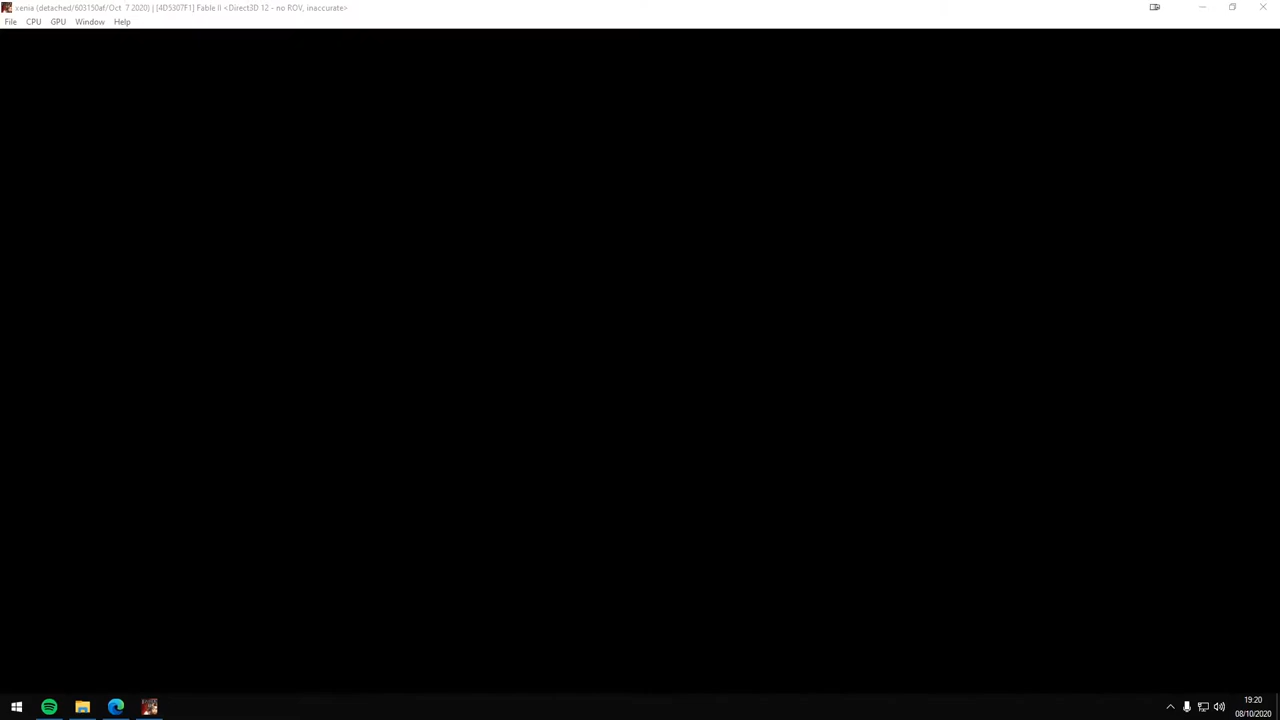 xenia (detached/603150af/Oct 7 2020) | [4D5307F1] Fable II <Direct3D 12 - no ROV, inaccurate>
File CPU GPU Window Help
19:20
08/10/2020